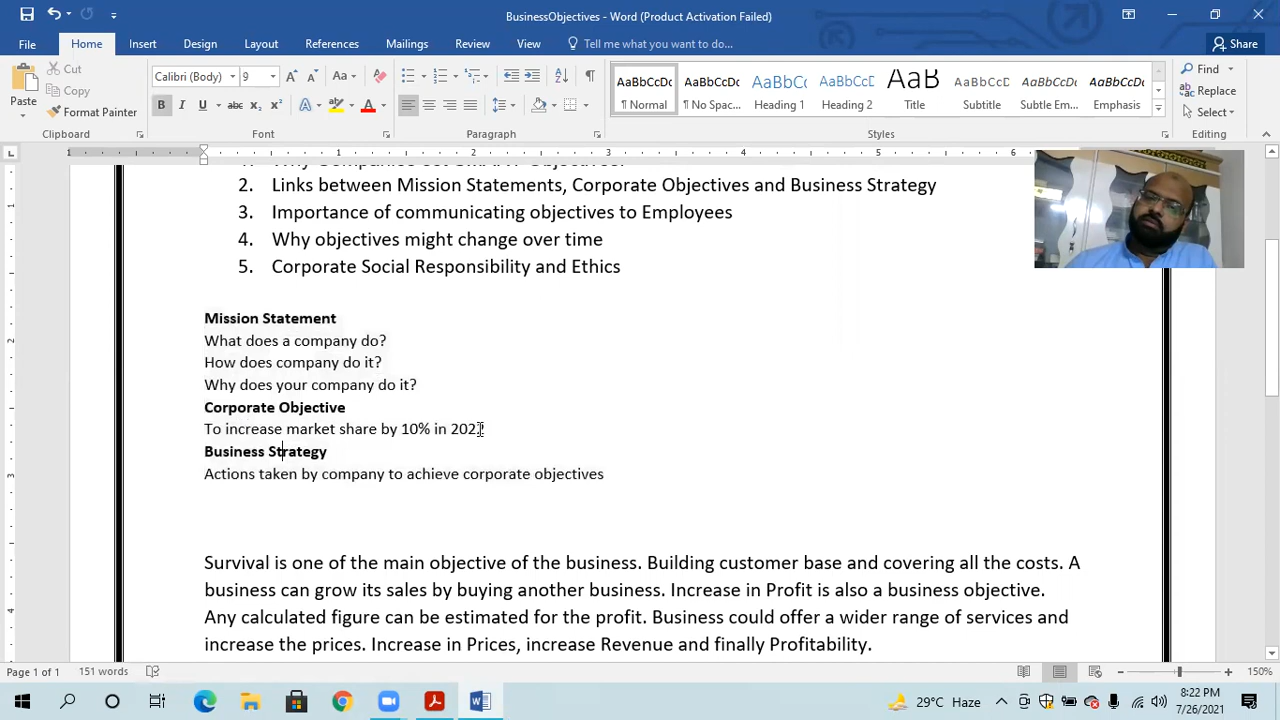 BusinessObjectives - Word (Product Activation Failed)
File Home Insert Design Layout References Mailings Review View Tell me what you want to do... Share
Paste
Cut
Copy
Format Painter
Calibri (Body) 9
Find
Replace
Select
AaBbCcDc AaBbCcDc AaBbCc AaBbCcD AaB AaBbCcD AaBbCcDc AaBbCcDc
¶ Normal ¶ No Spac... Heading Heading 2 Title Subtitle Subtle Em... Emphasis
Clipboard Font Paragraph Styles Editing
2. Links between Mission Statements, Corporate Objectives and Business Strategy
3. Importance of communicating objectives to Employees
4. Why objectives might change over time
5. Corporate Social Responsibility and Ethics
Mission Statement
What does a company do?
How does company do it?
Why does your company do it?
Corporate Objective
To increase market share by 10% in
Business Strategy
Actions taken by company to achieve corporate objectives
Survival is one of the main objective of the business. Building customer base and covering all the costs. A
business can grow its sales by buying another business. Increase in Profit is also a business objective.
Any calculated figure can be estimated for the profit. Business could offer a wider range of services and
increase the prices. Increase in Prices, increase Revenue and finally Profitability.
Page 1 of 1 151 words 150%
29°C Haze 8:22 PM
7/26/2021